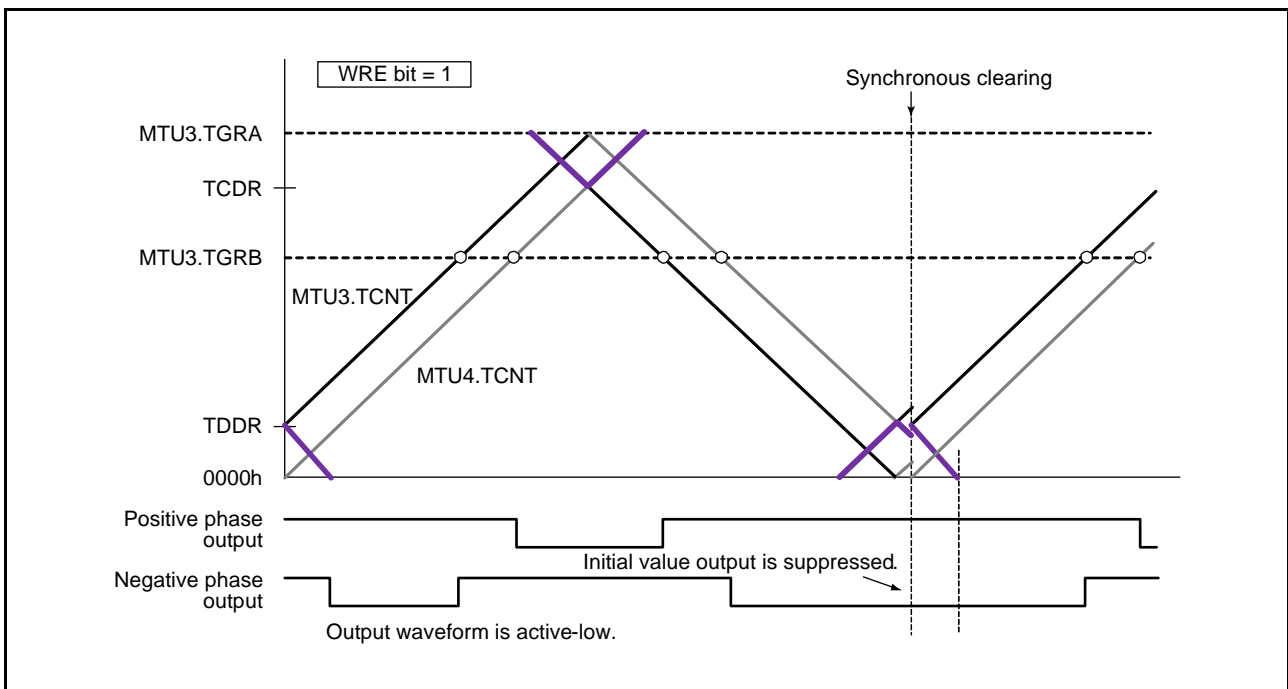 WRE bit = 1
Synchronous clearing
MTU3.TGRA
TCDR
MTU3.TGRB
MTU3.TCNT
MTU4.TCNT
TDDR
0000h
Positive phase
output
Initial value output is suppressed.
Negative phase
output
Output waveform is active-low.